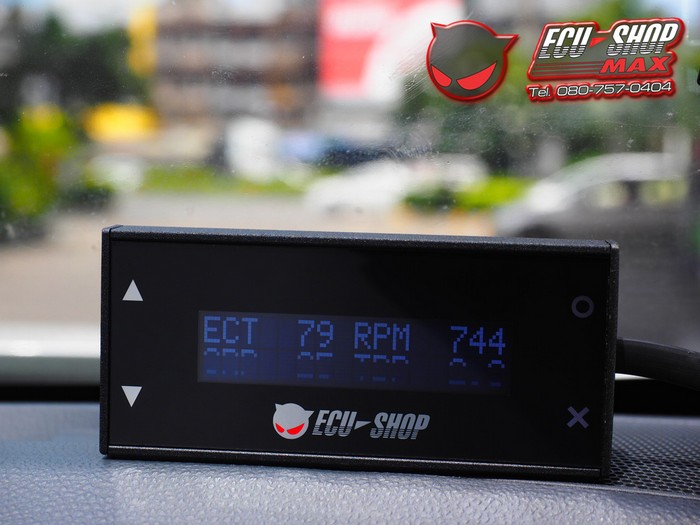 ECU-SHOP
MAX
Tel. 080-757-0404
ECT 79 RPM 744
ECU-SHOP